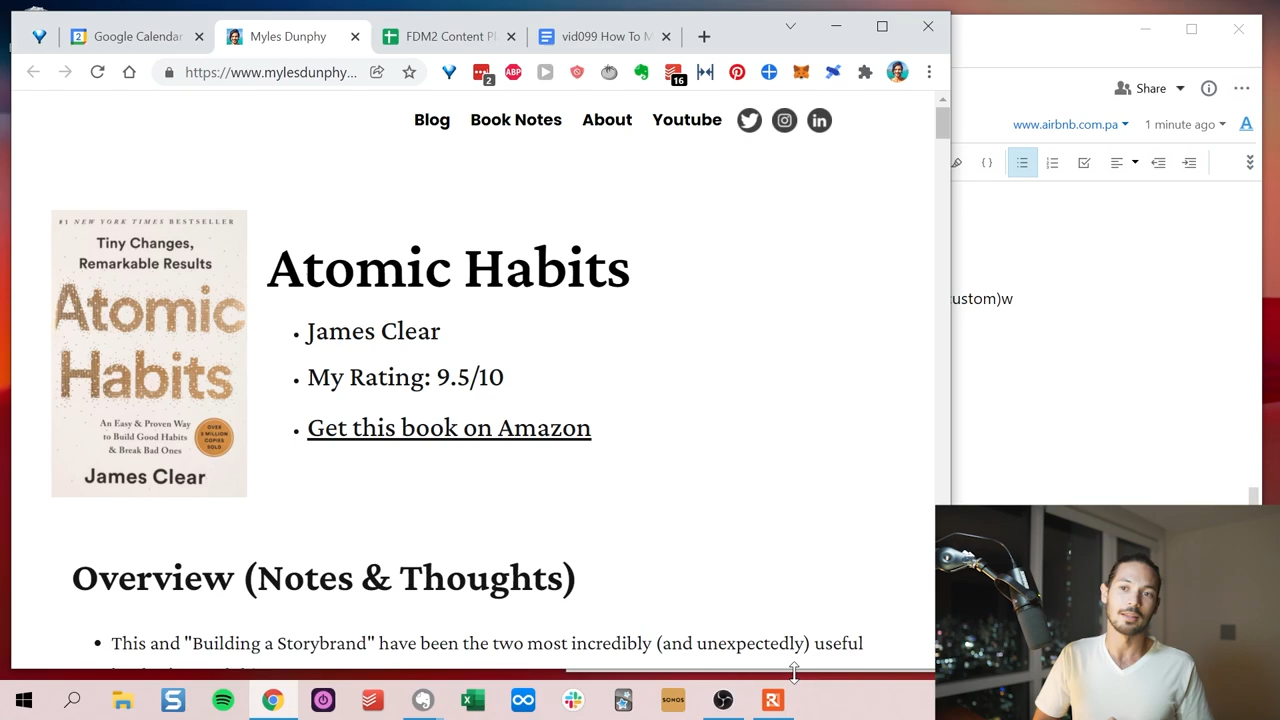 Google Calendar
Myles Dunphy
FDM2 Content Pl
vid099 How To M
https://www.mylesdunphy...
2
ABP
16
Share
www.airbnb.com.pa
1 minute ago
A
Blog
Book Notes
About
Youtube
#1 NEW YORK TIMES BESTSELLER
Tiny Changes,
Remarkable Results
Atomic
Habits
An Easy & Proven Way
to Build Good Habits
& Break Bad Ones
James Clear
Atomic Habits
• James Clear
• My Rating: 9.5/10
• Get this book on Amazon
ustom)w
Overview (Notes & Thoughts)
• This and "Building a Storybrand" have been the two most incredibly (and unexpectedly) useful
SONOS